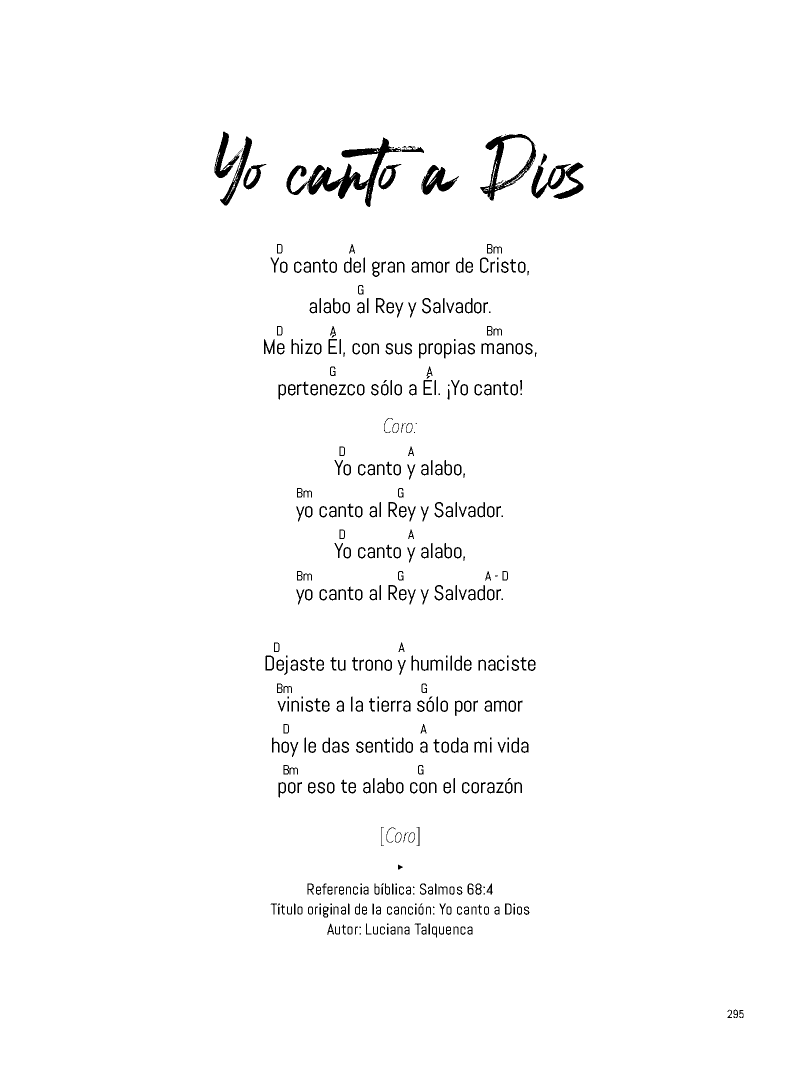 Yo canto a Dios
D A Bm
Yo canto del gran amor de Cristo,
G
alabo al Rey y Salvador.
D A Bm
Me hizo Él, con sus propias manos,
G A
pertenezco sólo a Él. ¡Yo canto!
Coro:
D A
Yo canto y alabo,
Bm G
yo canto al Rey y Salvador.
D A
Yo canto y alabo,
Bm G A - D
yo canto al Rey y Salvador.
D A
Dejaste tu trono y humilde naciste
Bm G
viniste a la tierra sólo por amor
D A
hoy le das sentido a toda mi vida
Bm G
por eso te alabo con el corazón
[Coro]
Referencia bíblica: Salmos 68:4
Título original de la canción: Yo canto a Dios
Autor: Luciana Talquenca
295